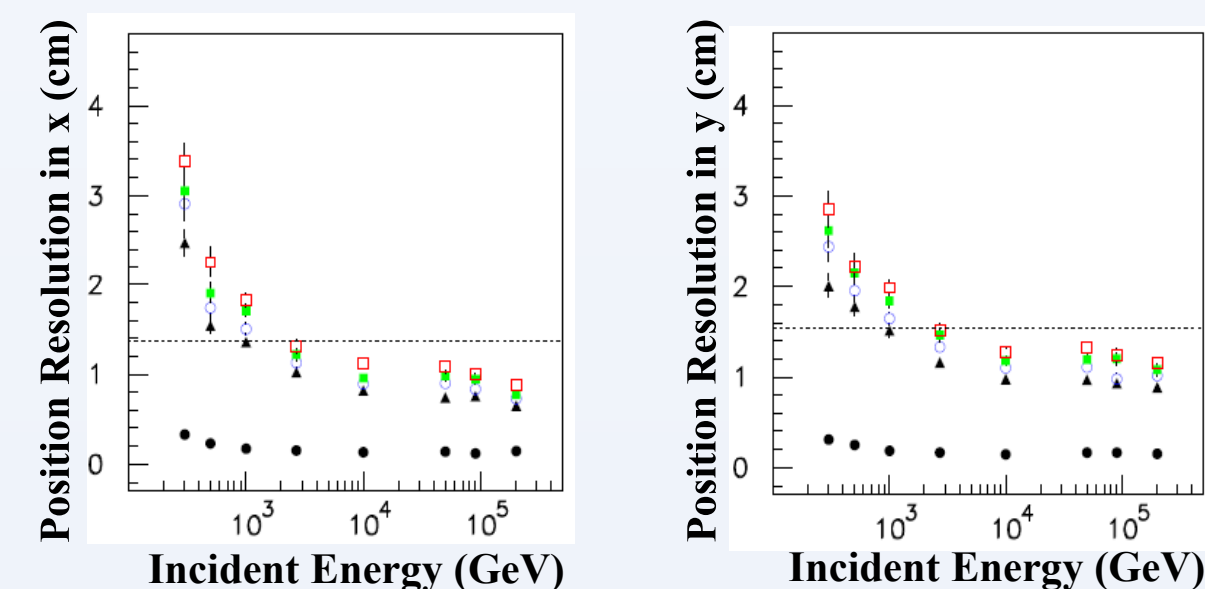 Position Resolution in x (cm)
4
3
2
1
0
10^3 10^4 10^5
Incident Energy (GeV)
Position Resolution in y (cm)
4
3
2
1
0
10^3 10^4 10^5
Incident Energy (GeV)